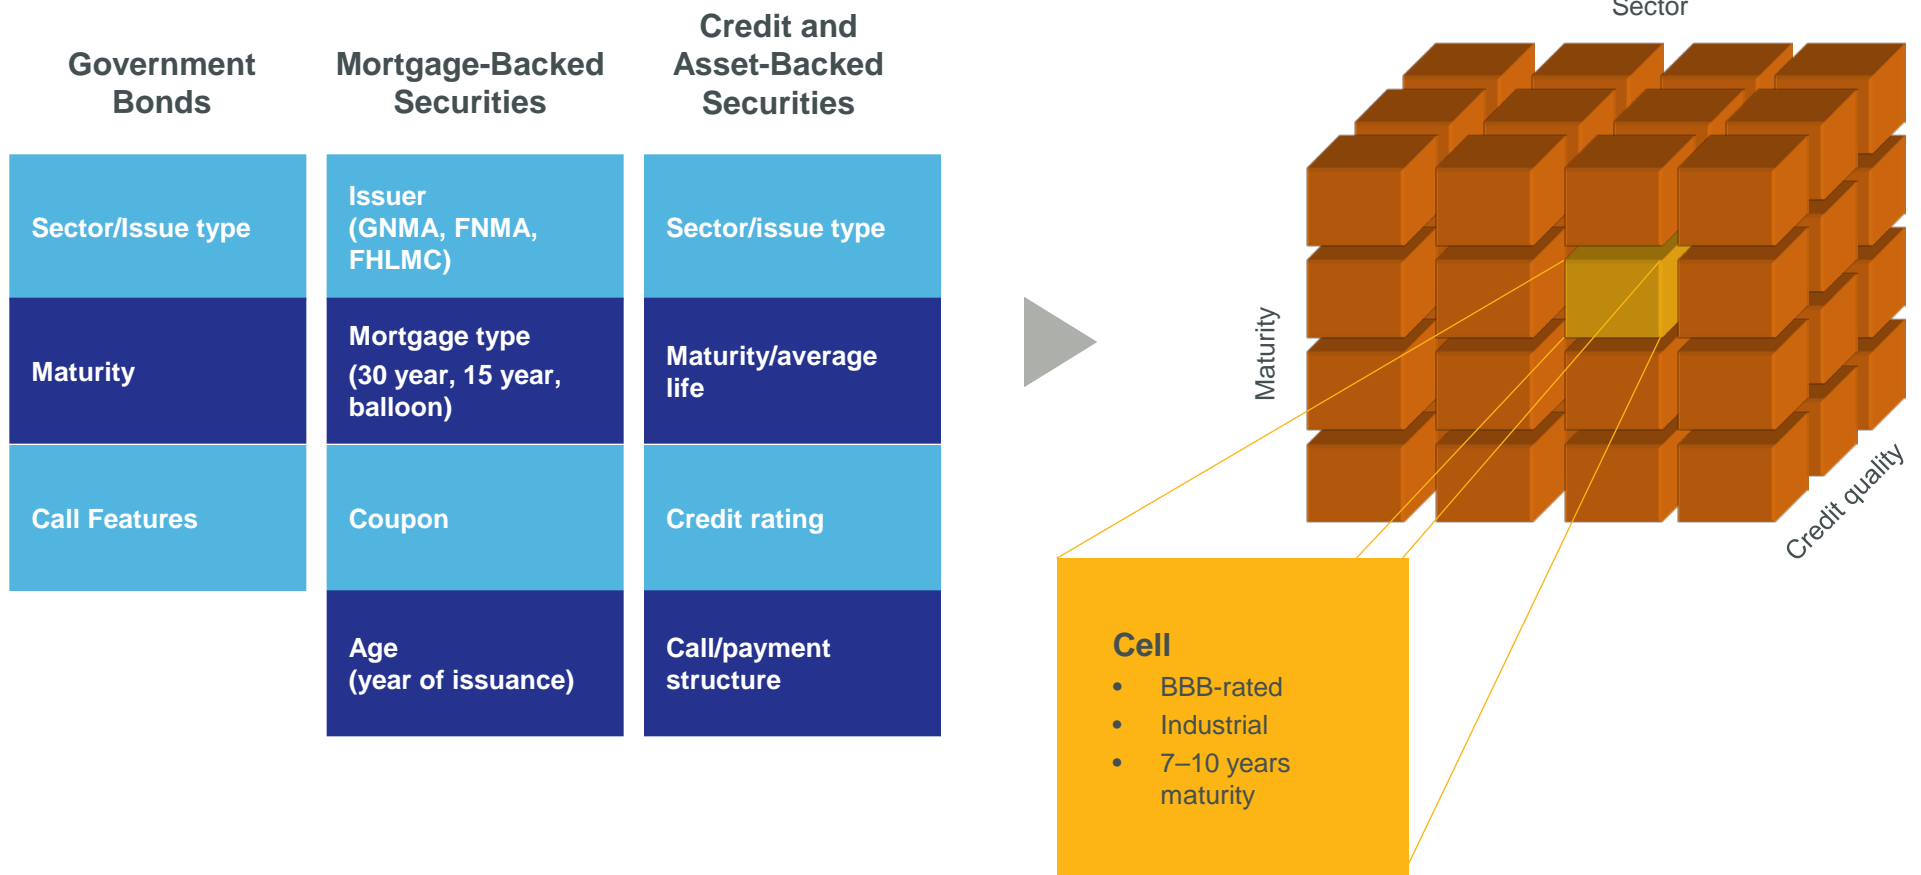 Government
Bonds
Mortgage-Backed
Securities
Credit and
Asset-Backed
Securities
Sector/Issue type
Maturity
Call Features
Issuer
(GNMA, FNMA,
FHLMC)
Mortgage type
(30 year, 15 year,
balloon)
Coupon
Age
(year of issuance)
Sector/issue type
Maturity/average
life
Credit rating
Call/payment
structure
Sector
Maturity
Credit quality
Cell
• BBB-rated
• Industrial
• 7–10 years
maturity